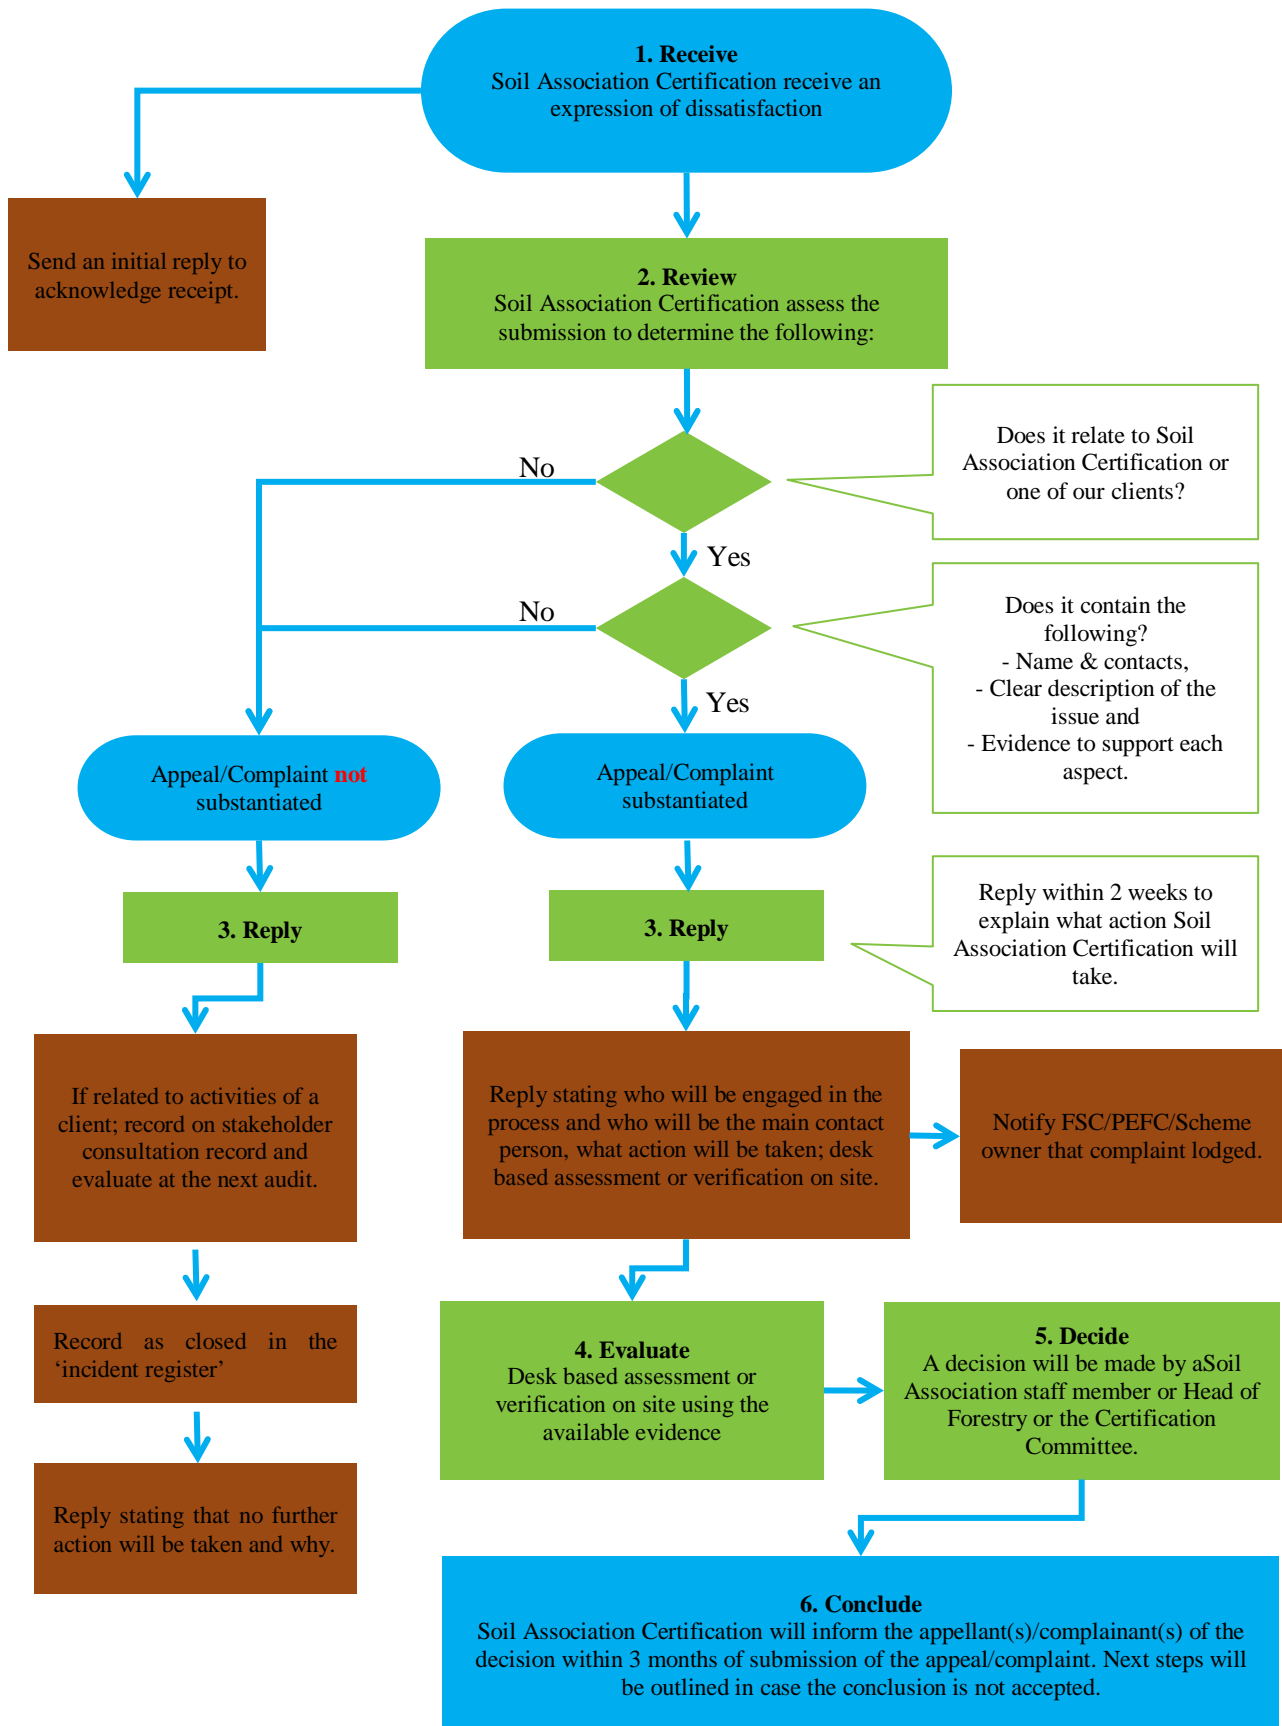 1. Receive
Soil Association Certification receive an
expression of dissatisfaction
Send an initial reply to
acknowledge receipt.
2. Review
Soil Association Certification assess the
submission to determine the following:
Does it relate to Soil
Association Certification or
one of our clients?
No
Yes
Does it contain the
following?
- Name & contacts,
- Clear description of the
issue and
- Evidence to support each
aspect.
No
Yes
Appeal/Complaint not
substantiated
Appeal/Complaint
substantiated
3. Reply
3. Reply
Reply within 2 weeks to
explain what action Soil
Association Certification will
take.
If related to activities of a
client; record on stakeholder
consultation record and
evaluate at the next audit.
Reply stating who will be engaged in the
process and who will be the main contact
person, what action will be taken; desk
based assessment or verification on site.
Notify FSC/PEFC/Scheme
owner that complaint lodged.
Record as closed in the
‘incident register’
4. Evaluate
Desk based assessment or
verification on site using the
available evidence
5. Decide
A decision will be made by aSoil
Association staff member or Head of
Forestry or the Certification
Committee.
Reply stating that no further
action will be taken and why.
6. Conclude
Soil Association Certification will inform the appellant(s)/complainant(s) of the
decision within 3 months of submission of the appeal/complaint. Next steps will
be outlined in case the conclusion is not accepted.